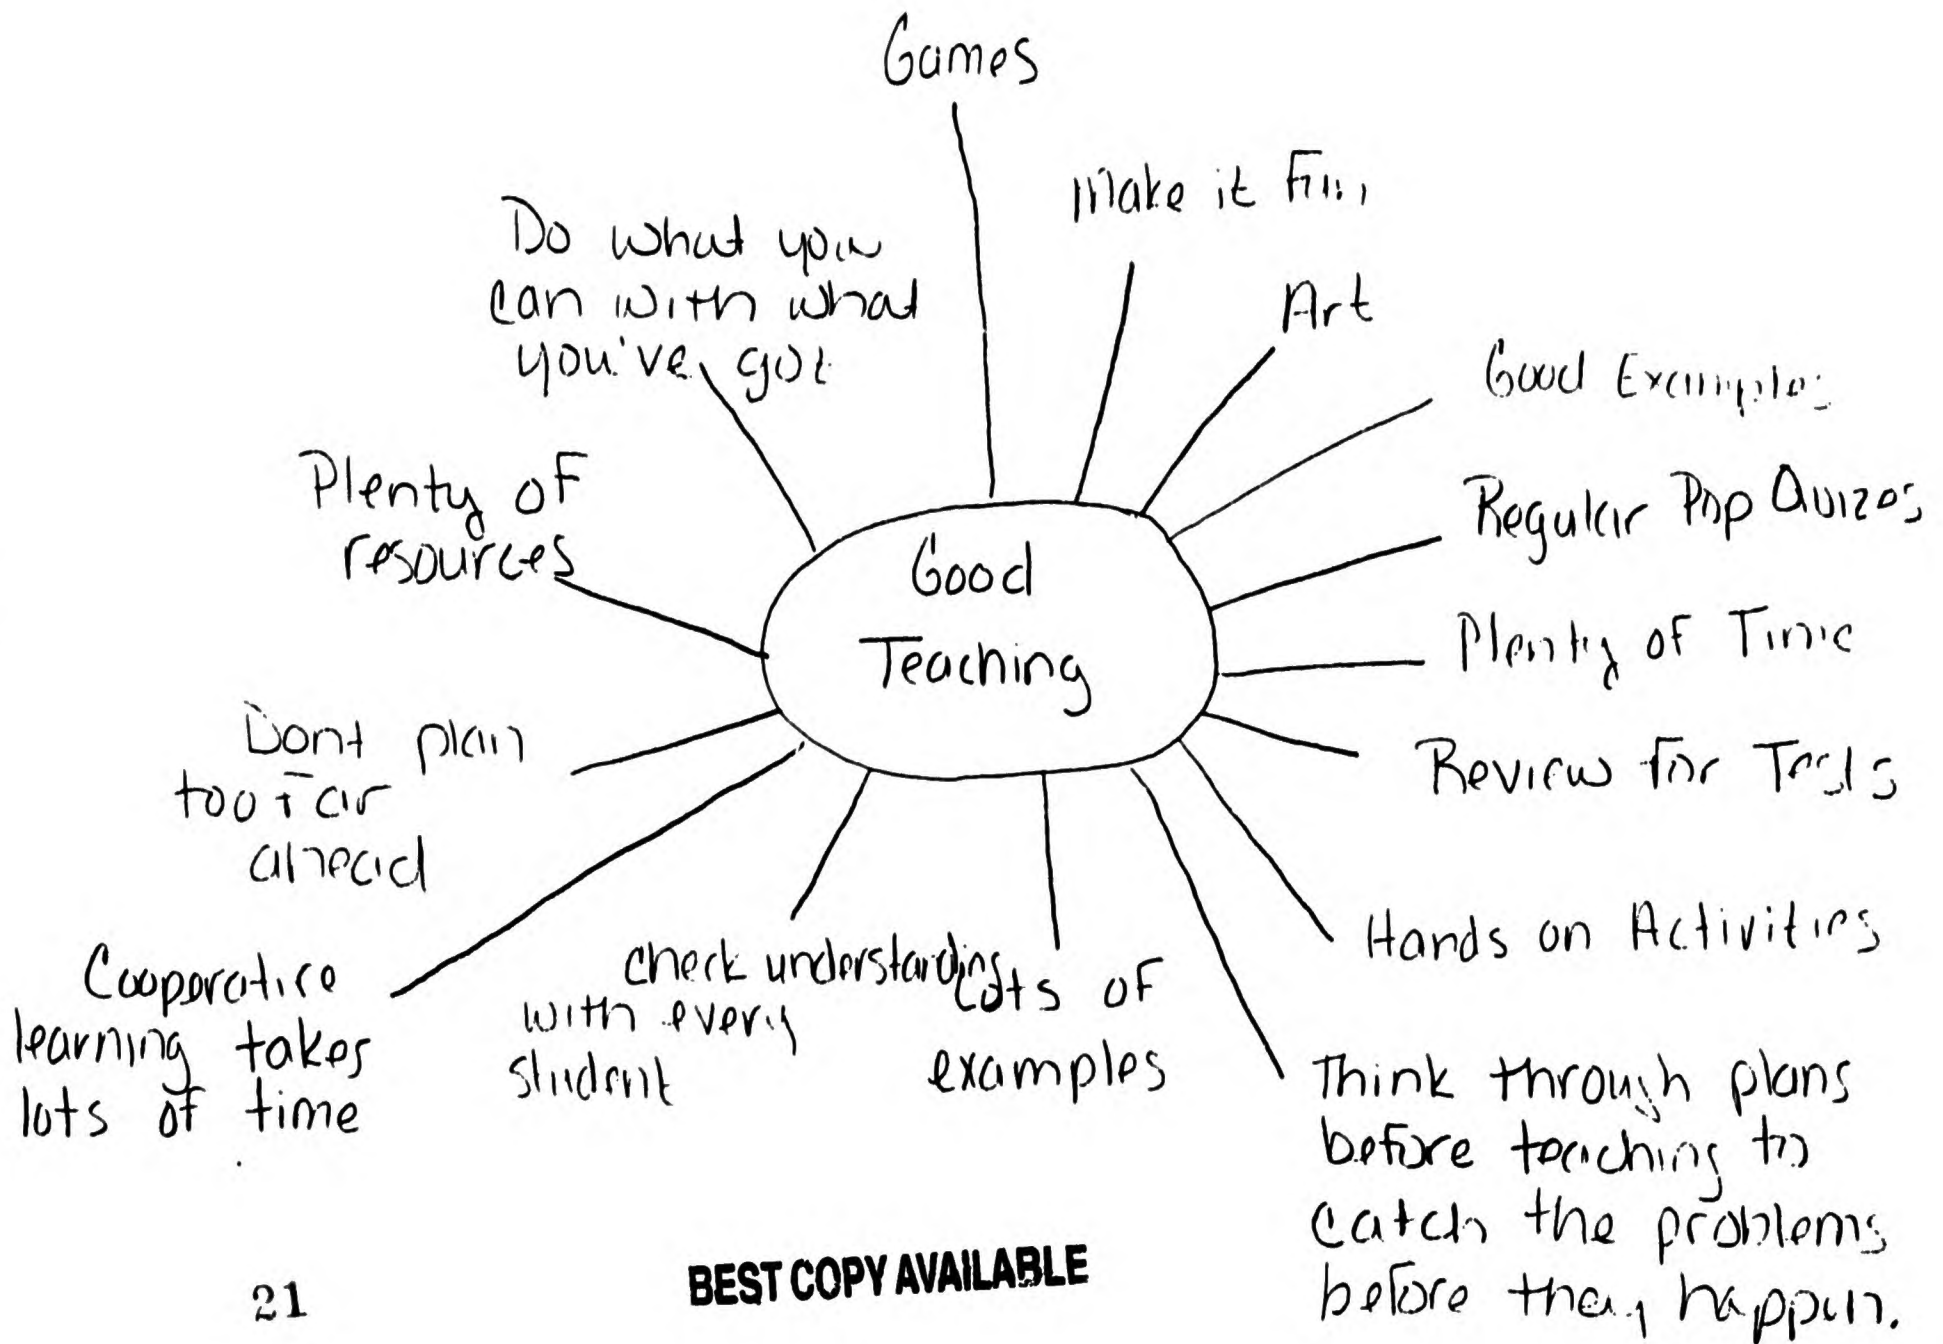 Games
Make it Fun
Art
Good Examples
Regular Pop Quizes
Plenty of Time
Review for Tests
Hands on Activities
Think through plans
before teaching to
catch the problems
before they happen.
Lots of
examples
check understanding
with every
student
Cooperative
learning takes
lots of time
Dont plan
too far
ahead
Plenty of
resources
Do what you
can with what
you've got
Good
Teaching
21
BEST COPY AVAILABLE